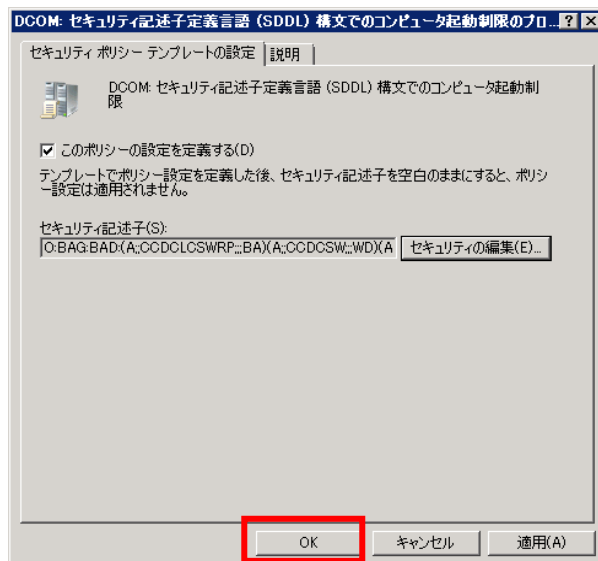 DCOM: セキュリティ記述子定義言語 (SDDL) 構文でのコンピュータ起動制限のプロ...
セキュリティ ポリシー テンプレートの設定
説明
DCOM: セキュリティ記述子定義言語 (SDDL) 構文でのコンピュータ起動制
限
このポリシーの設定を定義する(D)
テンプレートでポリシー設定を定義した後、セキュリティ記述子を空白のままにすると、ポリシ
ー設定は適用されません。
セキュリティ記述子(S):
O:BAG:BAD:(A;;CCDCLCSWRP;;;BA)(A;;CCDCSW;;;WD)(A
セキュリティの編集(E)...
OK
キャンセル
適用(A)